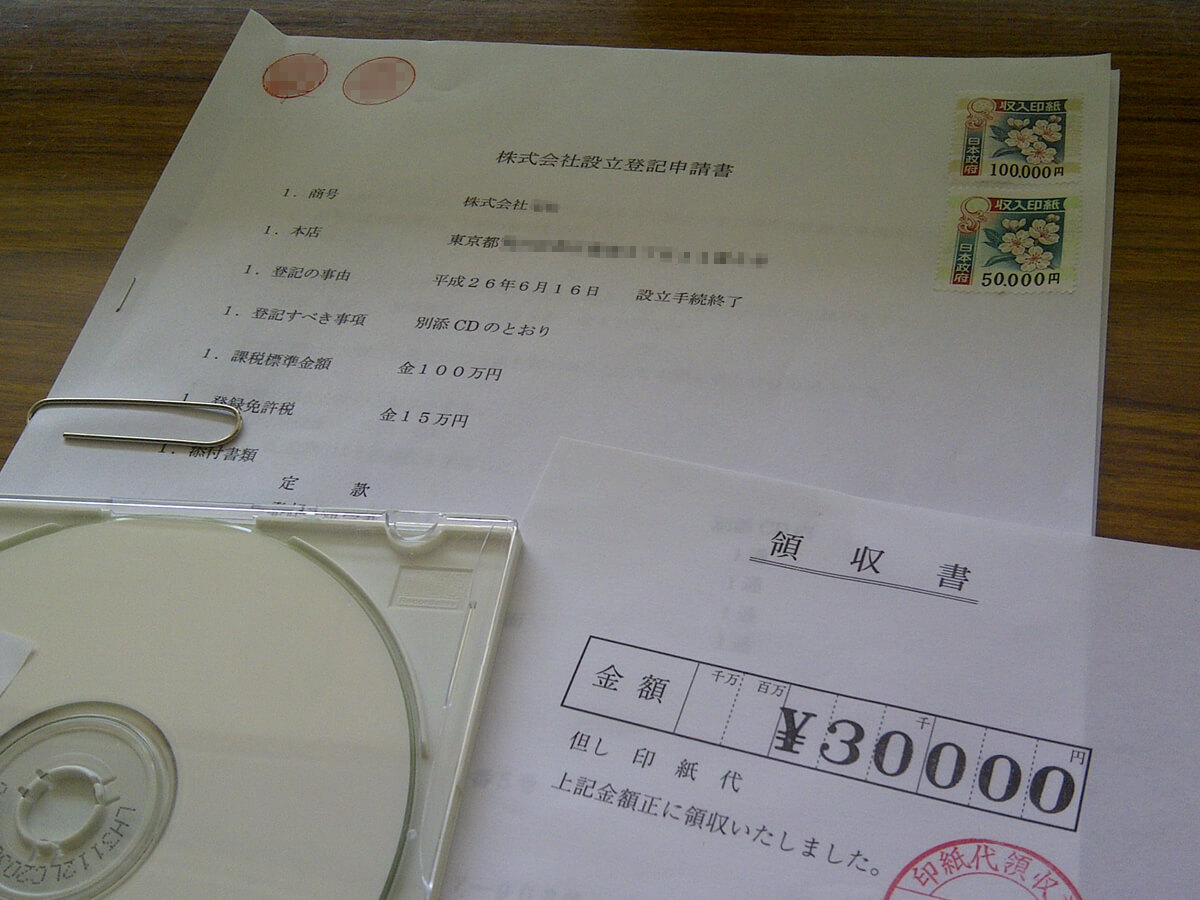 株式会社設立登記申請書
1．商号 株式会社
1．本店 東京都
1．登記の事由 平成２６年６月１６日 設立手続終了
1．登記すべき事項 別添CDのとおり
1．課税標準金額 金１００万円
1．登録免許税 金１５万円
1．添付書類
定 款
収入印紙
日本政府
100.000円
収入印紙
日本政府
50.000円
領 収 書
金 額 千万 百万 千 円
¥30000
但し 印 紙 代
上記金額正に領収いたしました。
印紙代領収
LH3112LC20